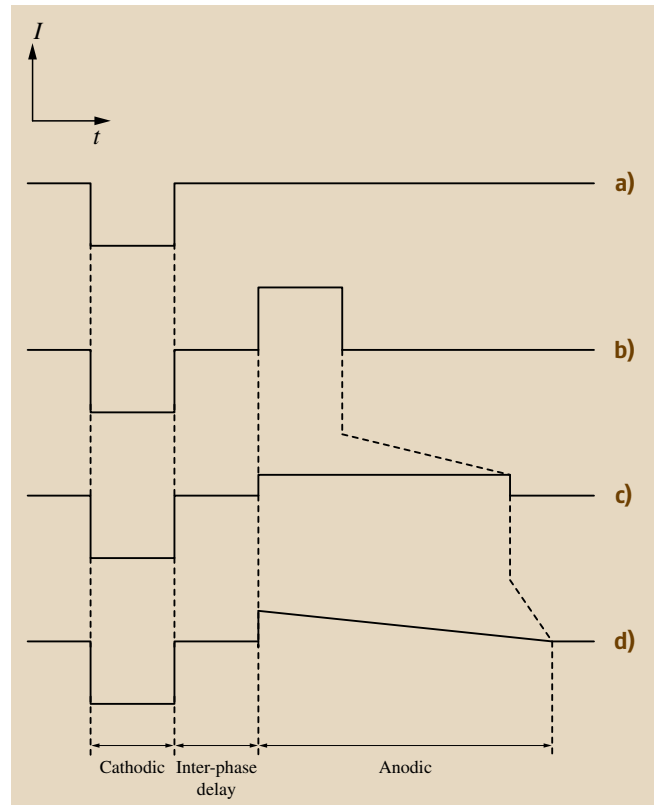 I
t
a)
b)
c)
d)
Cathodic Inter-phase Anodic
delay